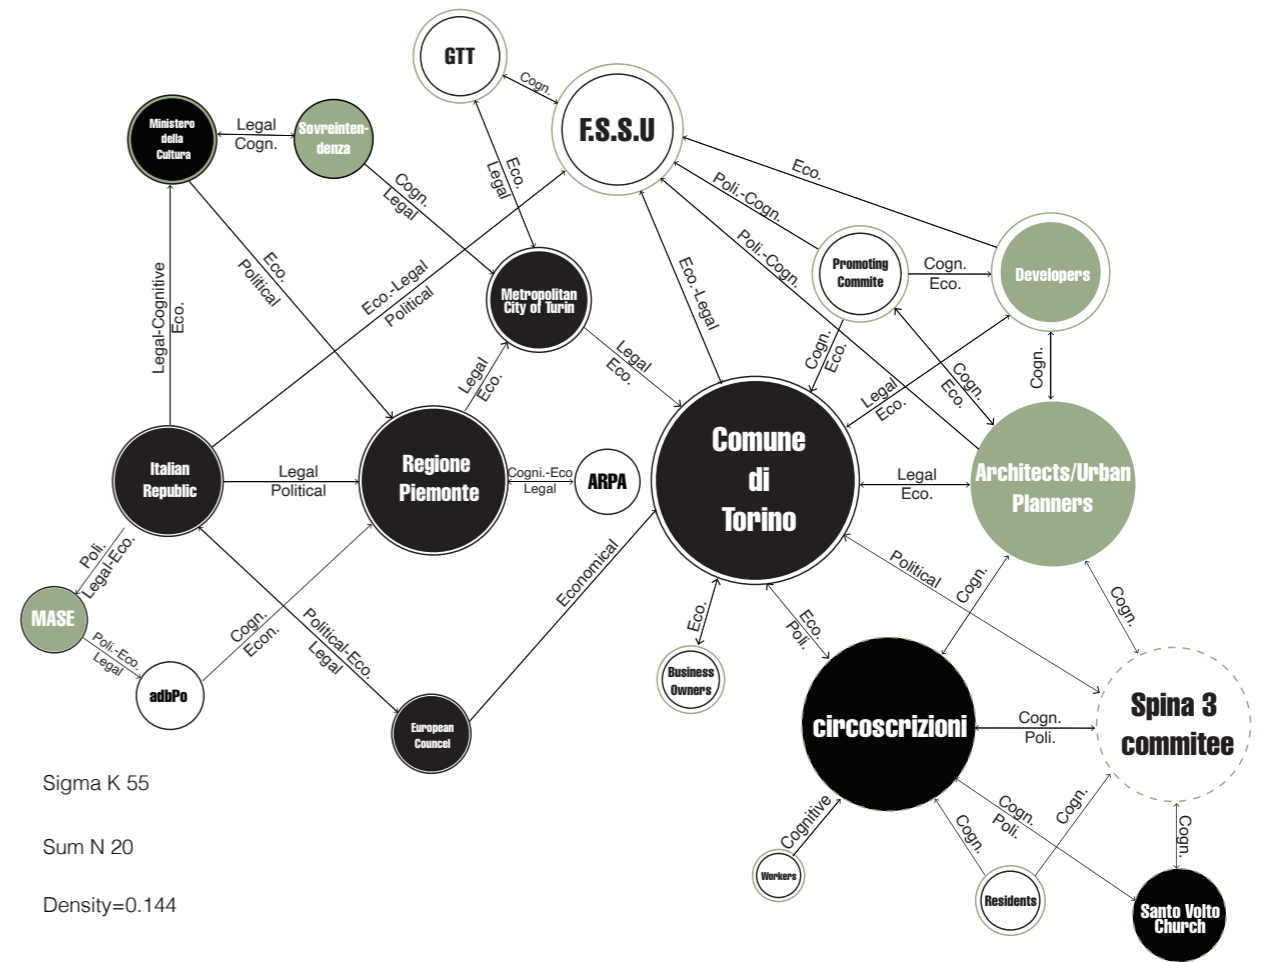 GTT
Cogn.
F.S.S.U
Ministero
della
Cultura
Legal
Cogn.
Sovreinten-
denza
Eco.
Legal
Cogn.
Legal
Eco.
Poli.-Cogn.
Poli.-Cogn.
Promoting
Commite
Cogn.
Eco.
Developers
Eco.
Political
Eco.-Legal
Political
Metropolitan
City of Turin
Eco.-Legal
Legal-Cognitive
Eco.
Legal
Eco.
Legal
Eco.
Cogn.
Eco.
Legal
Eco.
Cogn.
Eco.
Cogn.
Italian
Republic
Legal
Political
Regione
Piemonte
Cogni.-Eco
Legal
ARPA
Comune
di
Torino
Legal
Eco.
Architects/Urban
Planners
Poli.
Legal-Eco.
MASE
Poli.-Eco.
Legal
adbPo
Cogn.
Econ.
Political-Eco.
Legal
Economical
European
Councel
Eco.
Business
Owners
Eco.
Poli.
Political
Cogn.
Cogn.
circoscrizioni
Cogn.
Poli.
Spina 3
commitee
Cognitive
Workers
Cogn.
Cogn.
Poli.
Cogn.
Residents
Cogn.
Santo Volto
Church
Sigma K 55
Sum N 20
Density=0.144